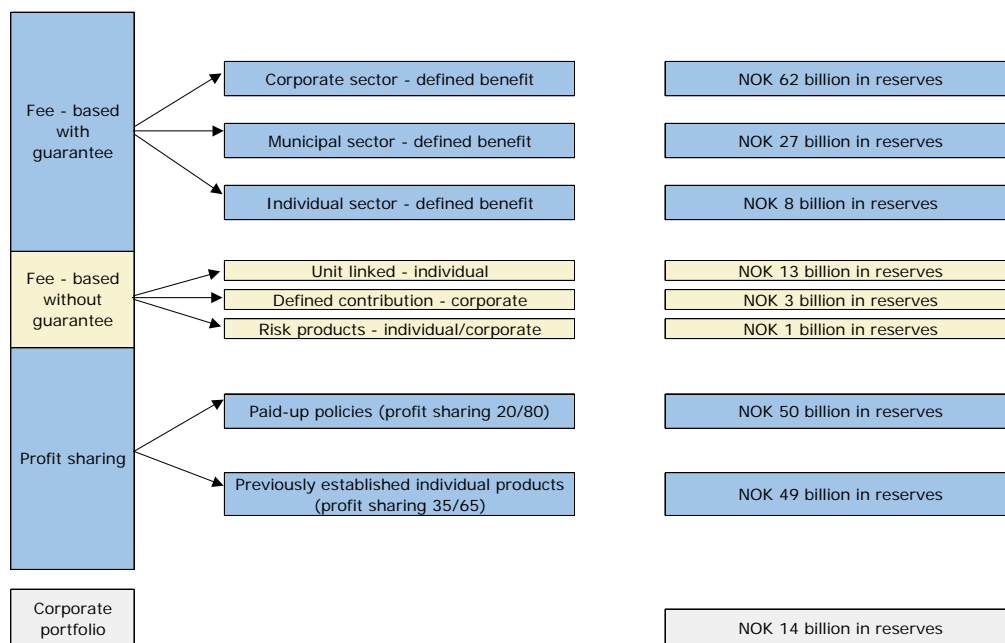 Fee - based
with
guarantee
Corporate sector - defined benefit
NOK 62 billion in reserves
Municipal sector - defined benefit
NOK 27 billion in reserves
Individual sector - defined benefit
NOK 8 billion in reserves
Fee - based
without
guarantee
Unit linked - individual
NOK 13 billion in reserves
Defined contribution - corporate
NOK 3 billion in reserves
Risk products - individual/corporate
NOK 1 billion in reserves
Profit sharing
Paid-up policies (profit sharing 20/80)
NOK 50 billion in reserves
Previously established individual products
(profit sharing 35/65)
NOK 49 billion in reserves
Corporate
portfolio
NOK 14 billion in reserves